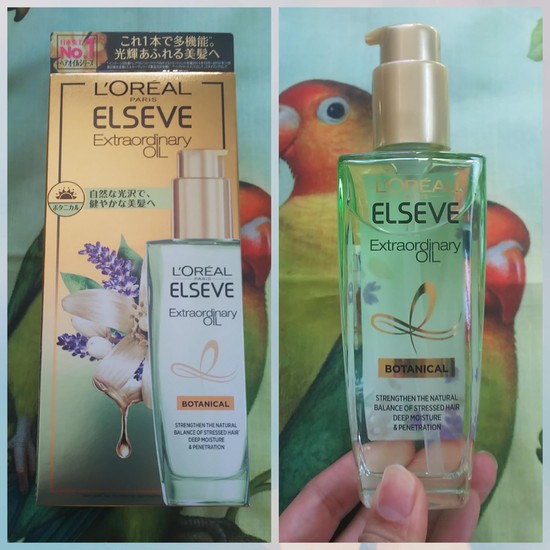 No.1
これ1本で多機能。
光輝あふれる美髪へ
L'ORÉAL
PARIS
ELSEVE
Extraordinary
OIL
ボタニカル
自然な光沢で、
健やかな美髪へ
L'ORÉAL
PARIS
ELSEVE
Extraordinary
OIL
BOTANICAL
STRENGTHEN THE NATURAL
BALANCE OF STRESSED HAIR
DEEP MOISTURE
& PENETRATION
L'ORÉAL
ELSEVE
Extraordinary
OIL
BOTANICAL
STRENGTHEN THE NATURAL
BALANCE OF STRESSED HAIR
DEEP MOISTURE
& PENETRATION